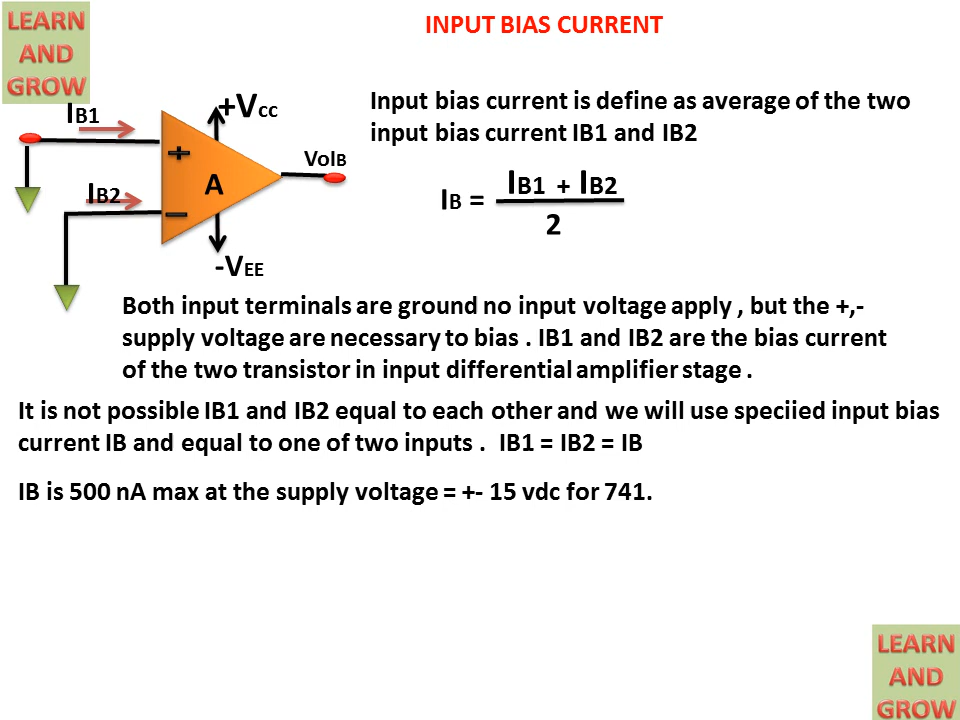 LEARN
AND
GROW
INPUT BIAS CURRENT
IB1
+Vcc
Input bias current is define as average of the two
input bias current IB1 and IB2
+
VolB
A
IB2
−
IB = IB1 + IB2
2
-VEE
Both input terminals are ground no input voltage apply , but the +,-
supply voltage are necessary to bias . IB1 and IB2 are the bias current
of the two transistor in input differential amplifier stage .
It is not possible IB1 and IB2 equal to each other and we will use speciied input bias
current IB and equal to one of two inputs . IB1 = IB2 = IB
IB is 500 nA max at the supply voltage = +- 15 vdc for 741.
LEARN
AND
GROW